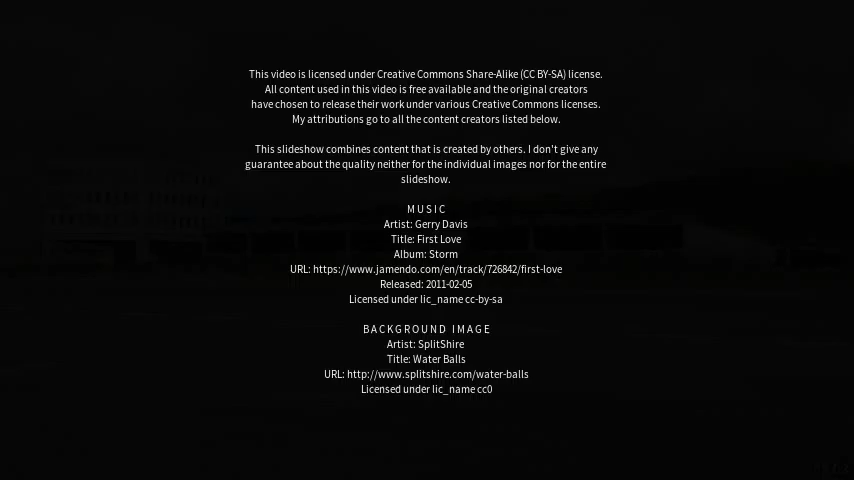 This video is licensed under Creative Commons Share-Alike (CC BY-SA) license.
All content used in this video is free available and the original creators
have chosen to release their work under various Creative Commons licenses.
My attributions go to all the content creators listed below.
This slideshow combines content that is created by others. I don't give any
guarantee about the quality neither for the individual images nor for the entire
slideshow.
MUSIC
Artist: Gerry Davis
Title: First Love
Album: Storm
URL: https://www.jamendo.com/en/track/726842/first-love
Released: 2011-02-05
Licensed under lic_name cc-by-sa
BACKGROUND IMAGE
Artist: SplitShire
Title: Water Balls
URL: http://www.splitshire.com/water-balls
Licensed under lic_name cc0